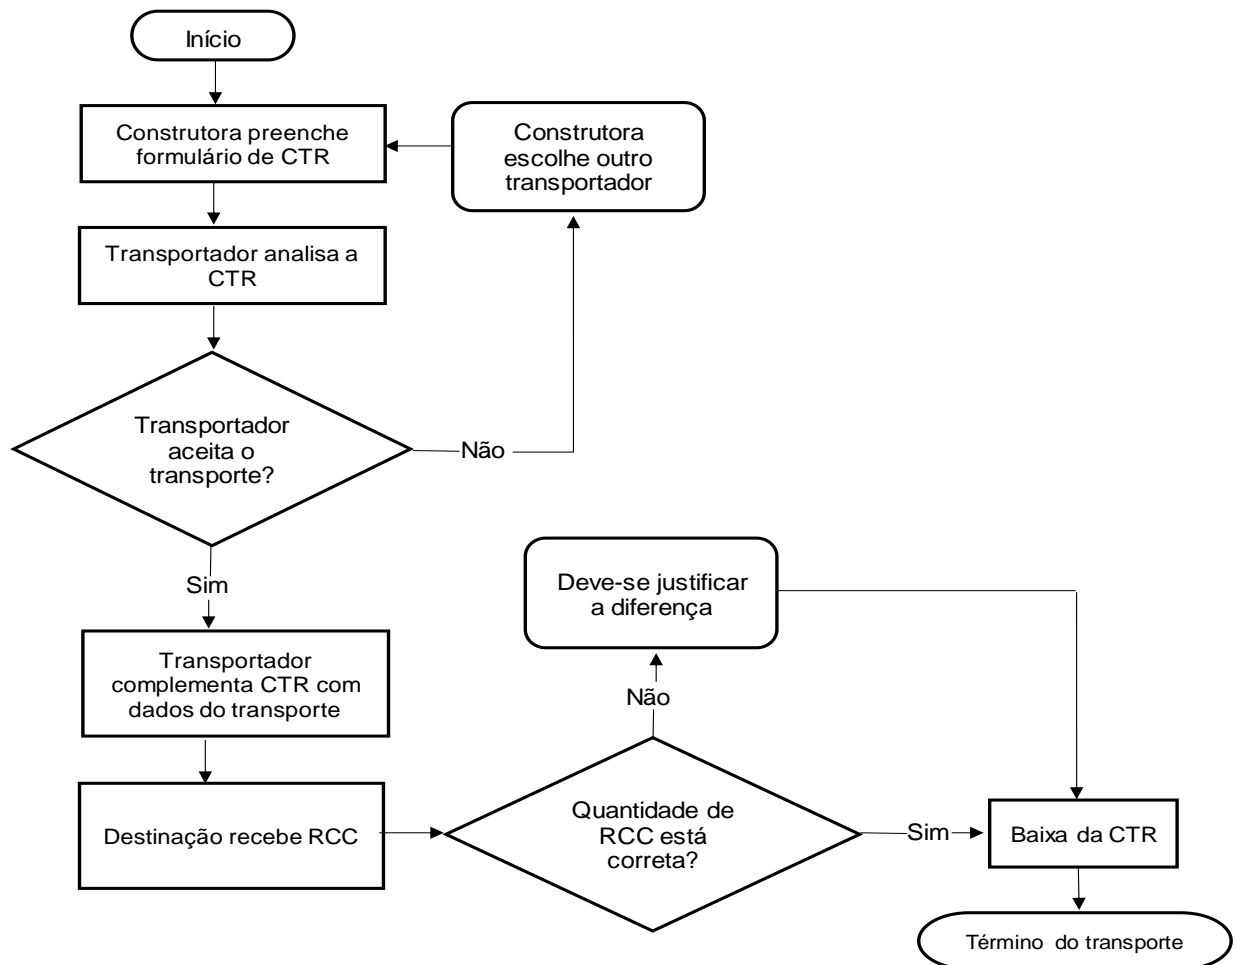 Início
Construtora preenche
formulário de CTR
Construtora
escolhe outro
transportador
Transportador analisa a
CTR
Transportador
aceita o
transporte?
Não
Sim
Deve-se justificar
a diferença
Transportador
complementa CTR com
dados do transporte
Não
Destinação recebe RCC
Quantidade de
RCC está
correta?
Sim
Baixa da CTR
Término do transporte